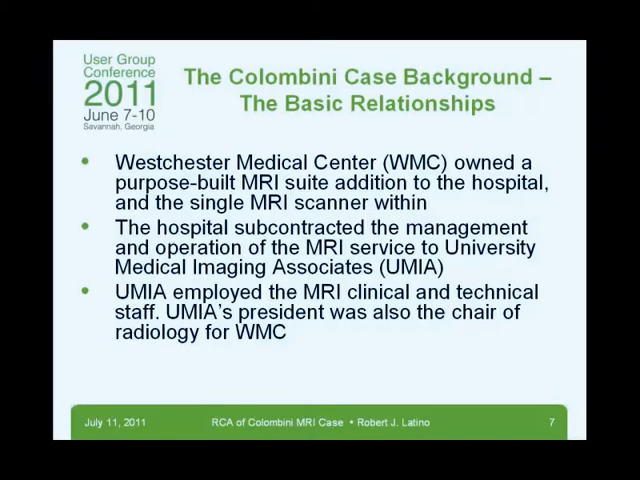 User Group
Conference
2011
June 7-10
Savannah, Georgia
The Colombini Case Background –
The Basic Relationships
• Westchester Medical Center (WMC) owned a
purpose-built MRI suite addition to the hospital,
and the single MRI scanner within
• The hospital subcontracted the management
and operation of the MRI service to University
Medical Imaging Associates (UMIA)
• UMIA employed the MRI clinical and technical
staff. UMIA's president was also the chair of
radiology for WMC
July 11, 2011
RCA of Colombini MRI Case • Robert J. Latino
7